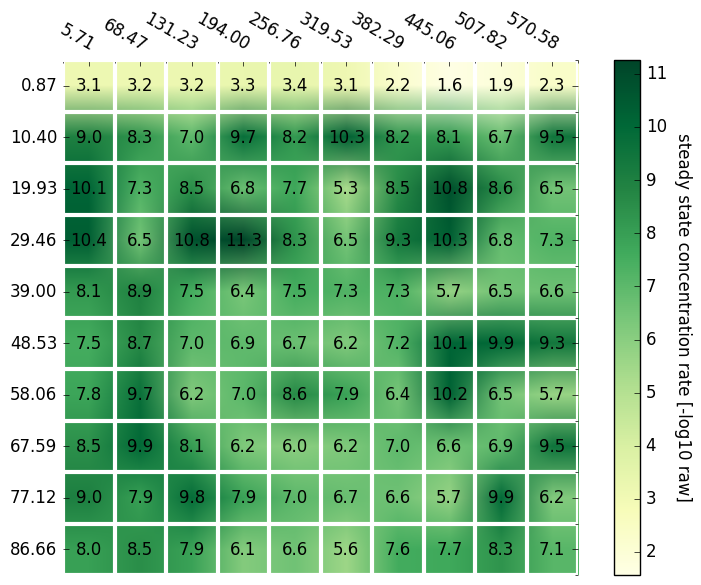 5.71 68.47 131.23 194.00 256.76 319.53 382.29 445.06 507.82 570.58
0.87 3.1 3.2 3.2 3.3 3.4 3.1 2.2 1.6 1.9 2.3
10.40 9.0 8.3 7.0 9.7 8.2 10.3 8.2 8.1 6.7 9.5
19.93 10.1 7.3 8.5 6.8 7.7 5.3 8.5 10.8 8.6 6.5
29.46 10.4 6.5 10.8 11.3 8.3 6.5 9.3 10.3 6.8 7.3
39.00 8.1 8.9 7.5 6.4 7.5 7.3 7.3 5.7 6.5 6.6
48.53 7.5 8.7 7.0 6.9 6.7 6.2 7.2 10.1 9.9 9.3
58.06 7.8 9.7 6.2 7.0 8.6 7.9 6.4 10.2 6.5 5.7
67.59 8.5 9.9 8.1 6.2 6.0 6.2 7.0 6.6 6.9 9.5
77.12 9.0 7.9 9.8 7.9 7.0 6.7 6.6 5.7 9.9 6.2
86.66 8.0 8.5 7.9 6.1 6.6 5.6 7.6 7.7 8.3 7.1
11
10
9
8
7
6
5
4
3
2
steady state concentration rate [-log10 raw]